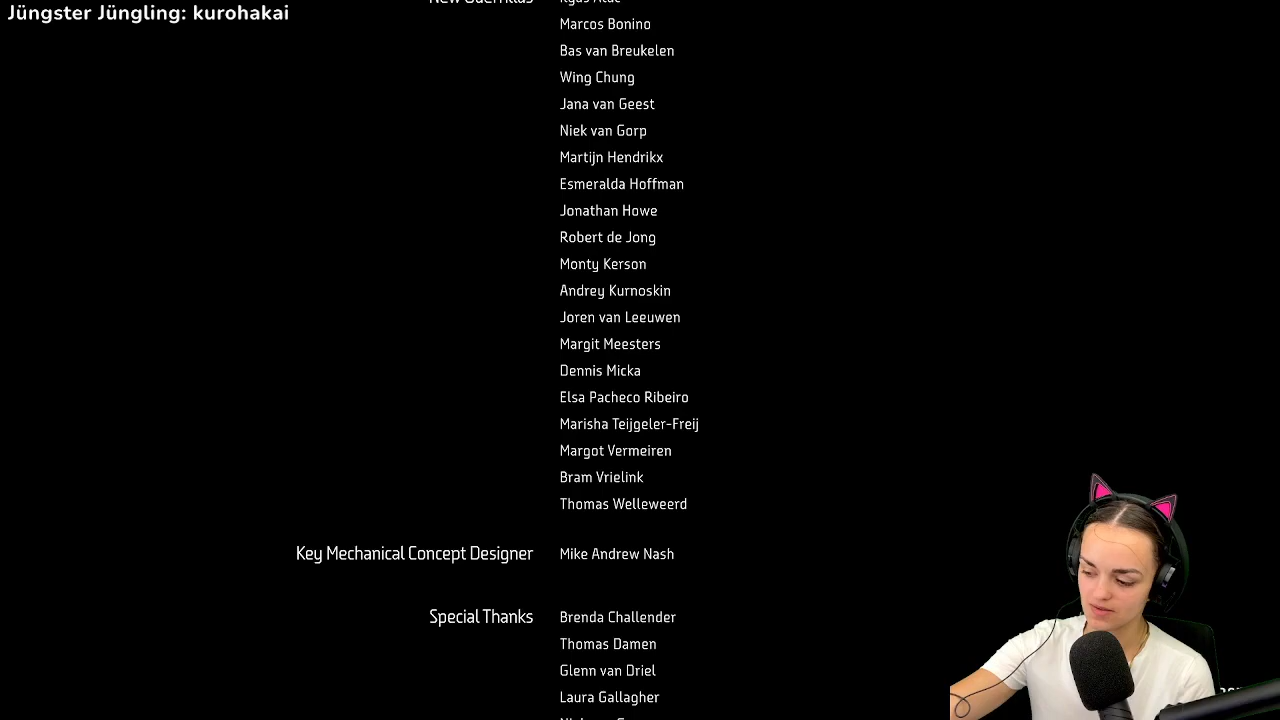 Jüngster Jüngling: kurohakai
New Guerrillas
Marcos Bonino
Bas van Breukelen
Wing Chung
Jana van Geest
Niek van Gorp
Martijn Hendrikx
Esmeralda Hoffman
Jonathan Howe
Robert de Jong
Monty Kerson
Andrey Kurnoskin
Joren van Leeuwen
Margit Meesters
Dennis Micka
Elsa Pacheco Ribeiro
Marisha Teijgeler-Freij
Margot Vermeiren
Bram Vrielink
Thomas Welleweerd
Key Mechanical Concept Designer Mike Andrew Nash
Special Thanks Brenda Challender
Thomas Damen
Glenn van Driel
Laura Gallagher